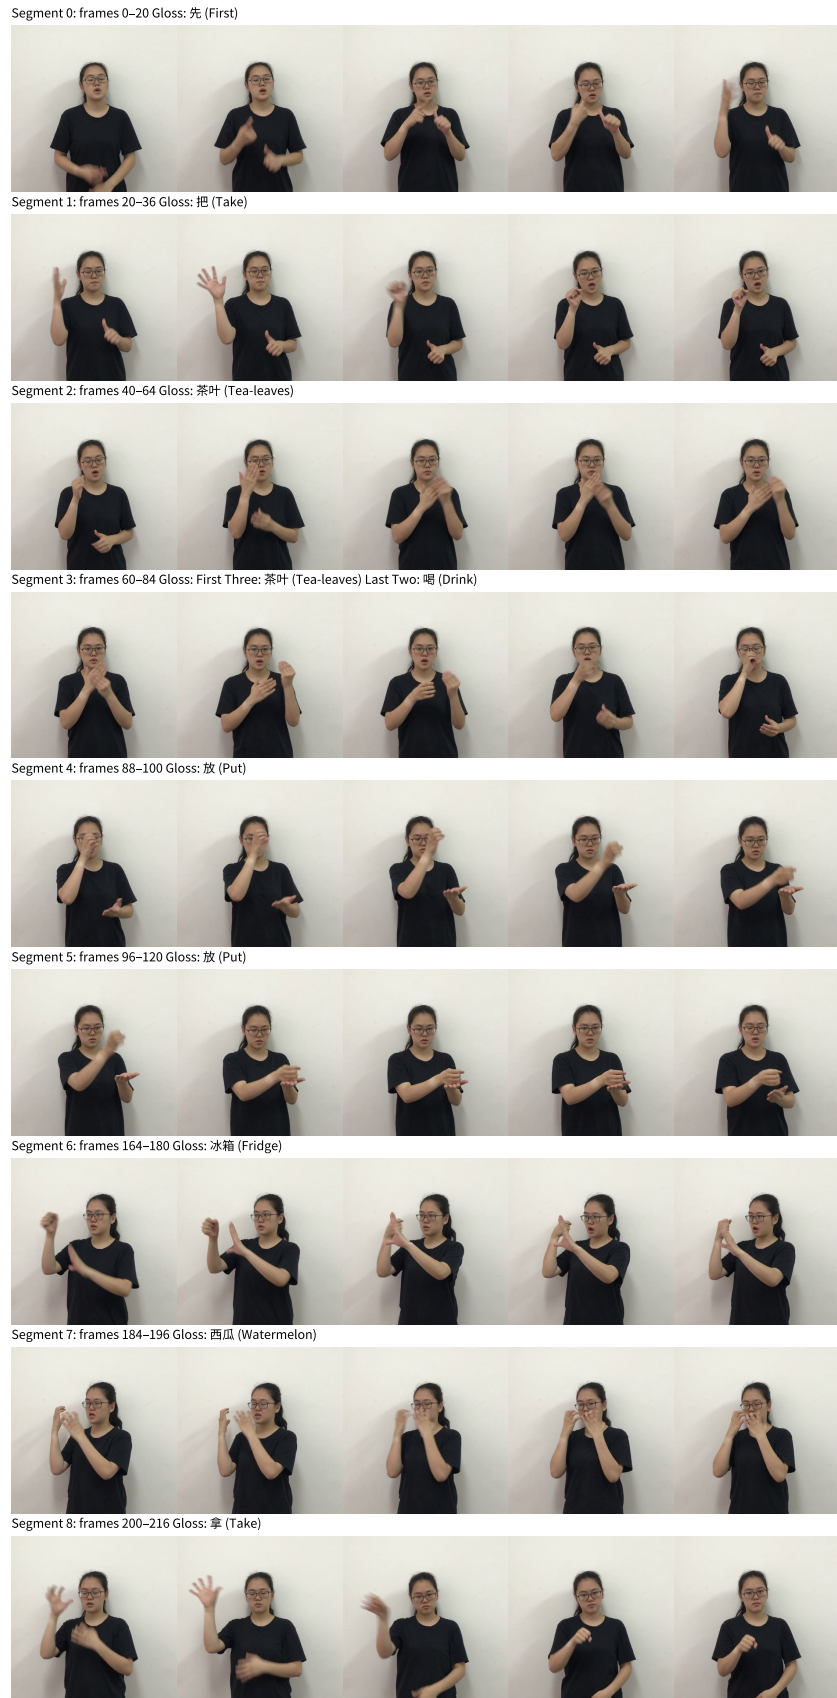 Segment 0: frames 0–20 Gloss: 先 (First)
Segment 1: frames 20–36 Gloss: 把 (Take)
Segment 2: frames 40–64 Gloss: 茶叶 (Tea-leaves)
Segment 3: frames 60–84 Gloss: First Three: 茶叶 (Tea-leaves) Last Two: 喝 (Drink)
Segment 4: frames 88–100 Gloss: 放 (Put)
Segment 5: frames 96–120 Gloss: 放 (Put)
Segment 6: frames 164–180 Gloss: 冰箱 (Fridge)
Segment 7: frames 184–196 Gloss: 西瓜 (Watermelon)
Segment 8: frames 200–216 Gloss: 拿 (Take)